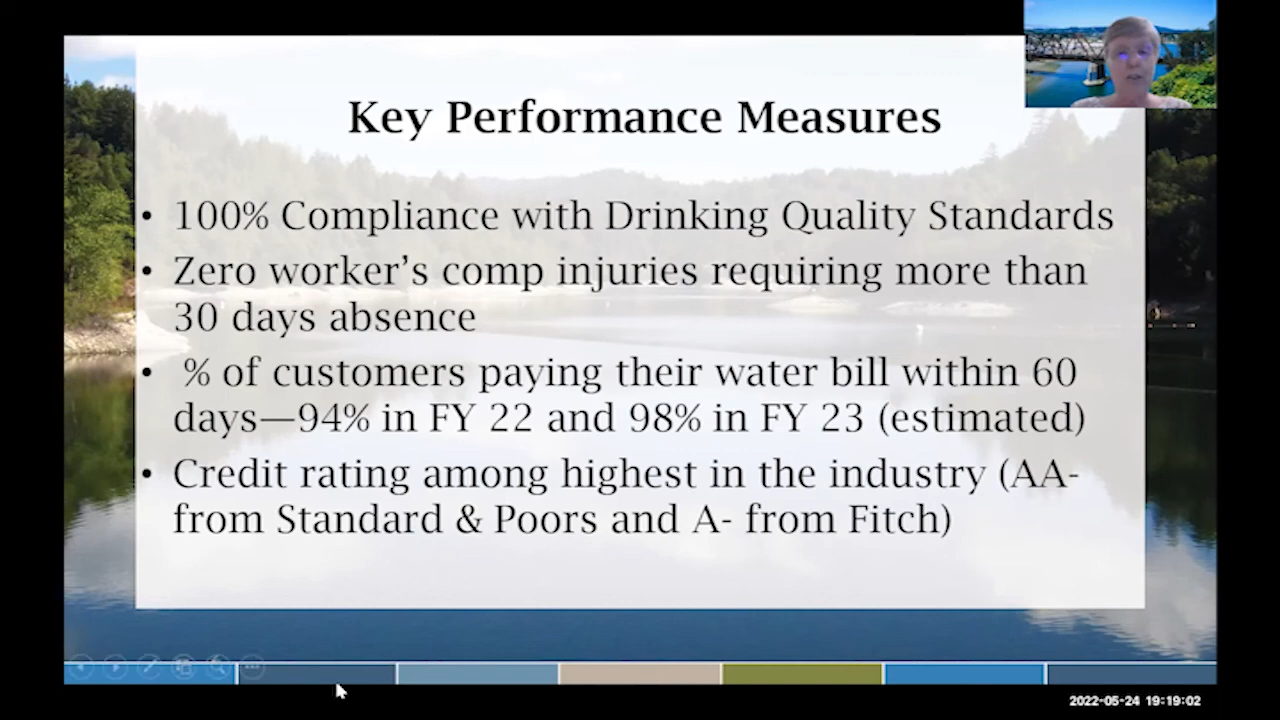 Key Performance Measures
• 100% Compliance with Drinking Quality Standards
• Zero worker’s comp injuries requiring more than
30 days absence
• % of customers paying their water bill within 60
days—94% in FY 22 and 98% in FY 23 (estimated)
• Credit rating among highest in the industry (AA-
from Standard & Poors and A- from Fitch)
2022-05-24 19:19:02